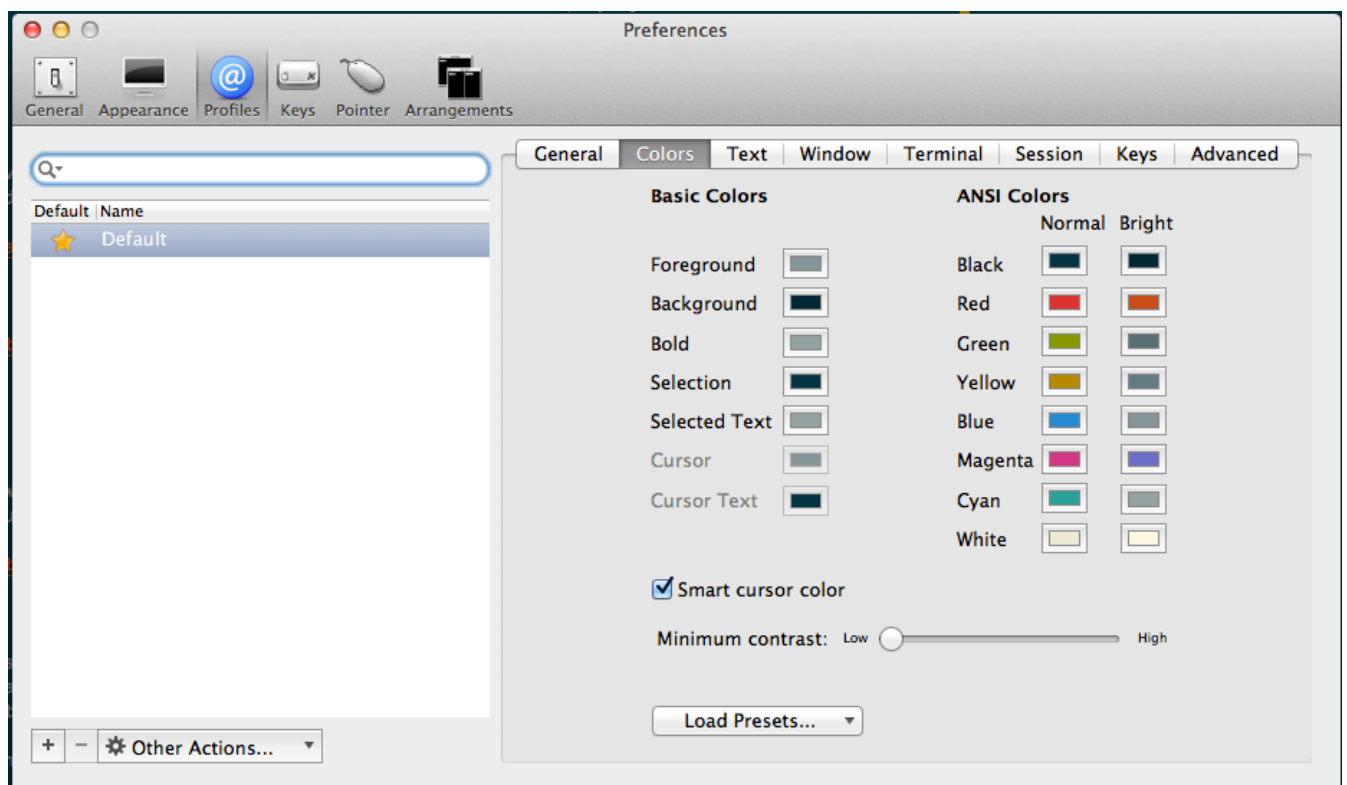 Preferences
General Appearance Profiles Keys Pointer Arrangements
General Colors Text Window Terminal Session Keys Advanced
Default Name
Default
Basic Colors
Foreground
Background
Bold
Selection
Selected Text
Cursor
Cursor Text
ANSI Colors
Normal Bright
Black
Red
Green
Yellow
Blue
Magenta
Cyan
White
Smart cursor color
Minimum contrast: Low High
Load Presets...
+ − Other Actions...